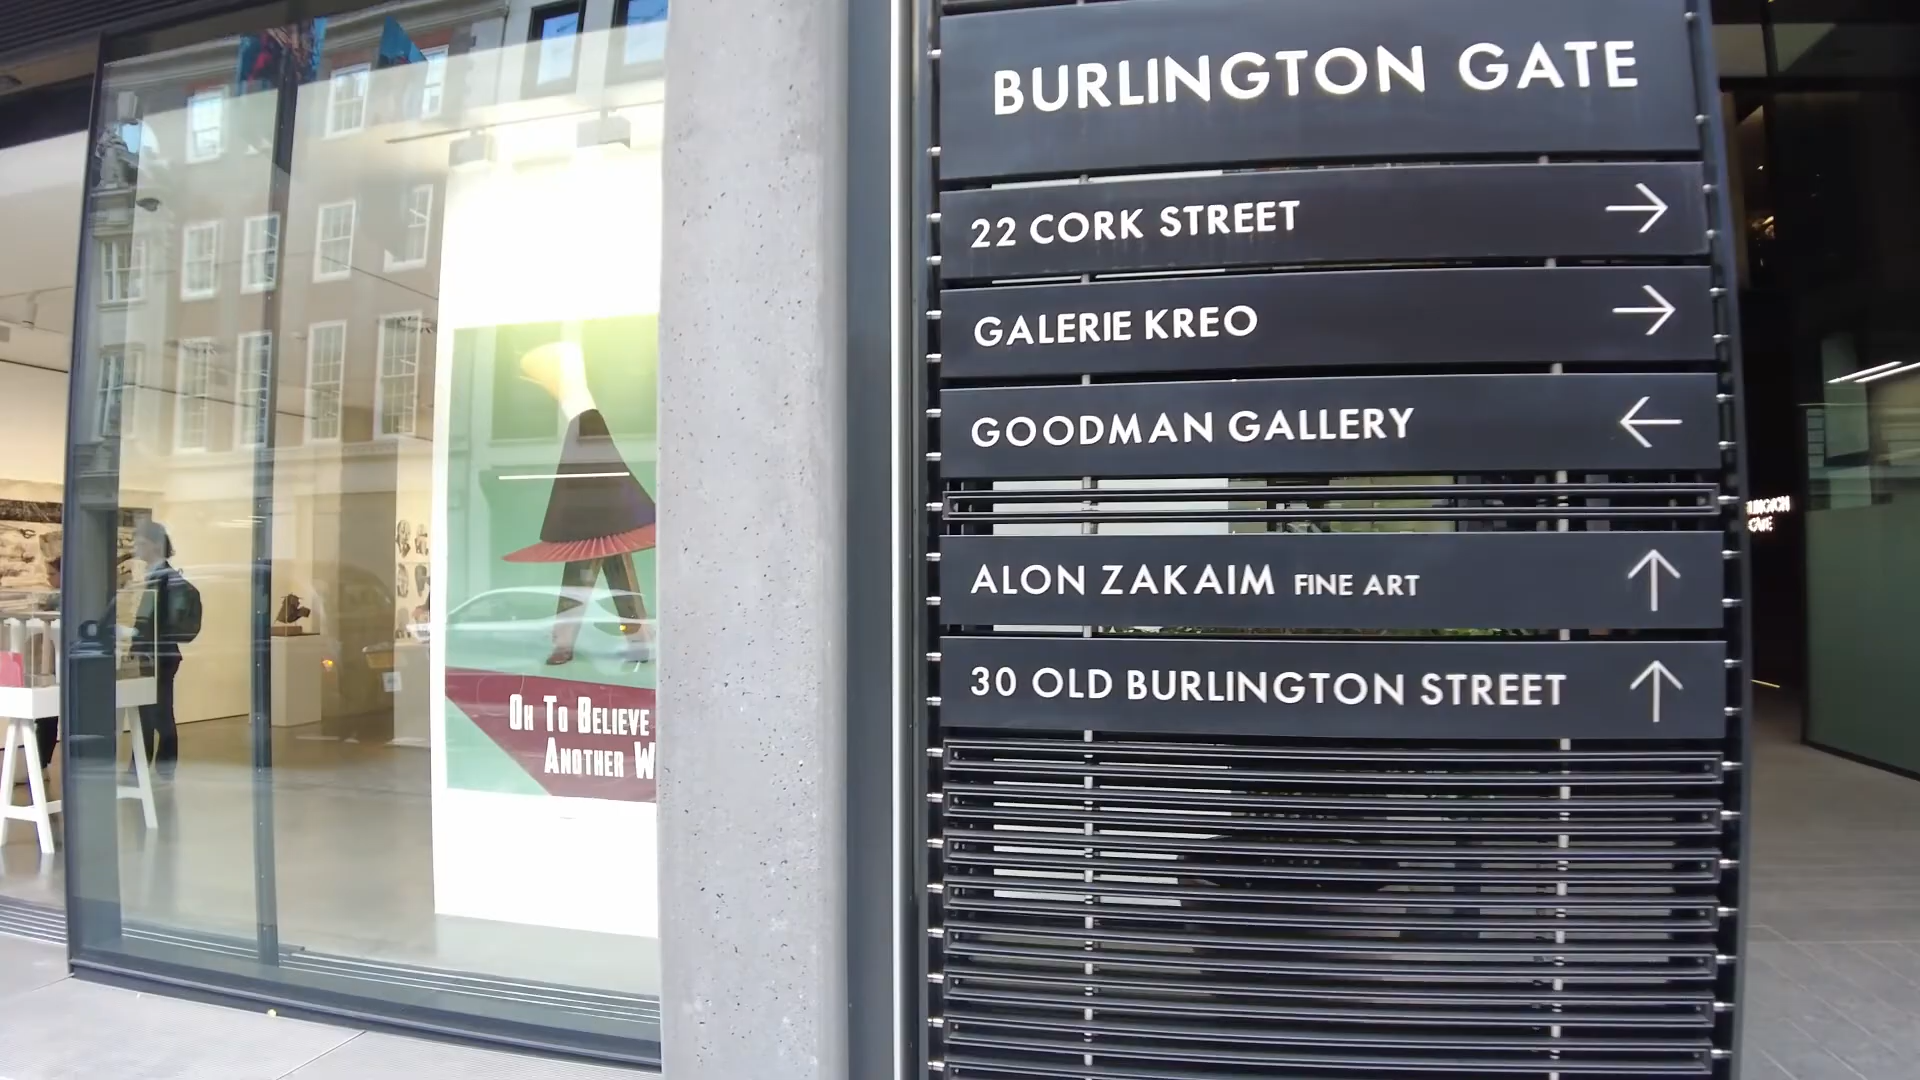 BURLINGTON GATE
22 CORK STREET →
GALERIE KREO →
GOODMAN GALLERY ←
ALON ZAKAIM FINE ART ↑
30 OLD BURLINGTON STREET ↑
OH TO BELIEVE
ANOTHER W